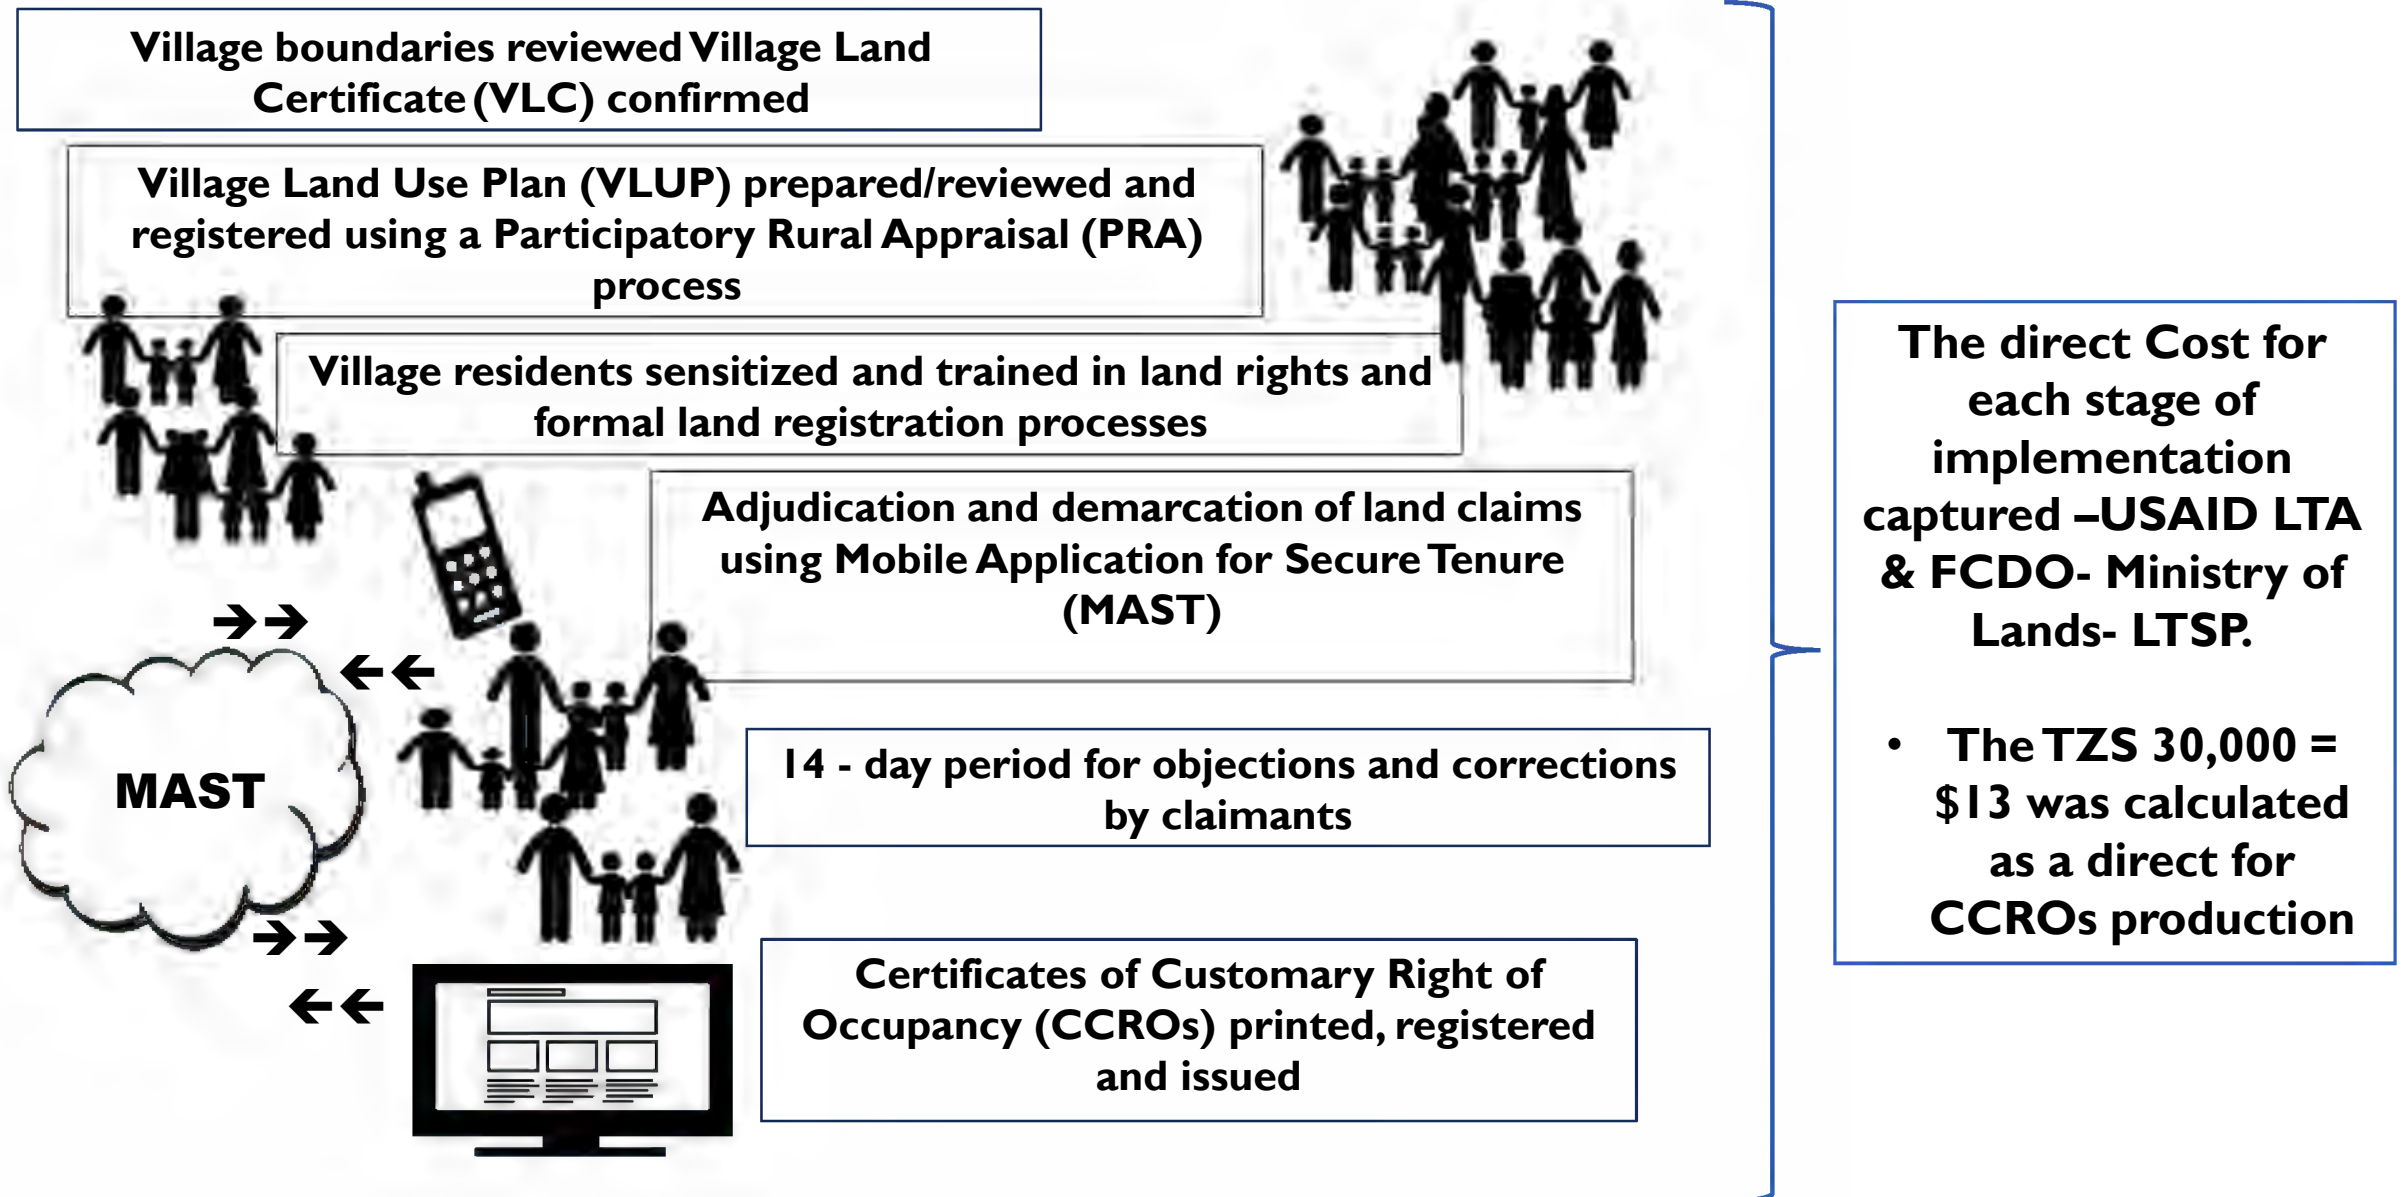 Village boundaries reviewed Village Land
Certificate (VLC) confirmed
Village Land Use Plan (VLUP) prepared/reviewed and
registered using a Participatory Rural Appraisal (PRA)
process
Village residents sensitized and trained in land rights and
formal land registration processes
Adjudication and demarcation of land claims
using Mobile Application for Secure Tenure
(MAST)
MAST
14 - day period for objections and corrections
by claimants
Certificates of Customary Right of
Occupancy (CCROs) printed, registered
and issued
The direct Cost for
each stage of
implementation
captured –USAID LTA
& FCDO- Ministry of
Lands- LTSP.
• The TZS 30,000 =
$13 was calculated
as a direct for
CCROs production